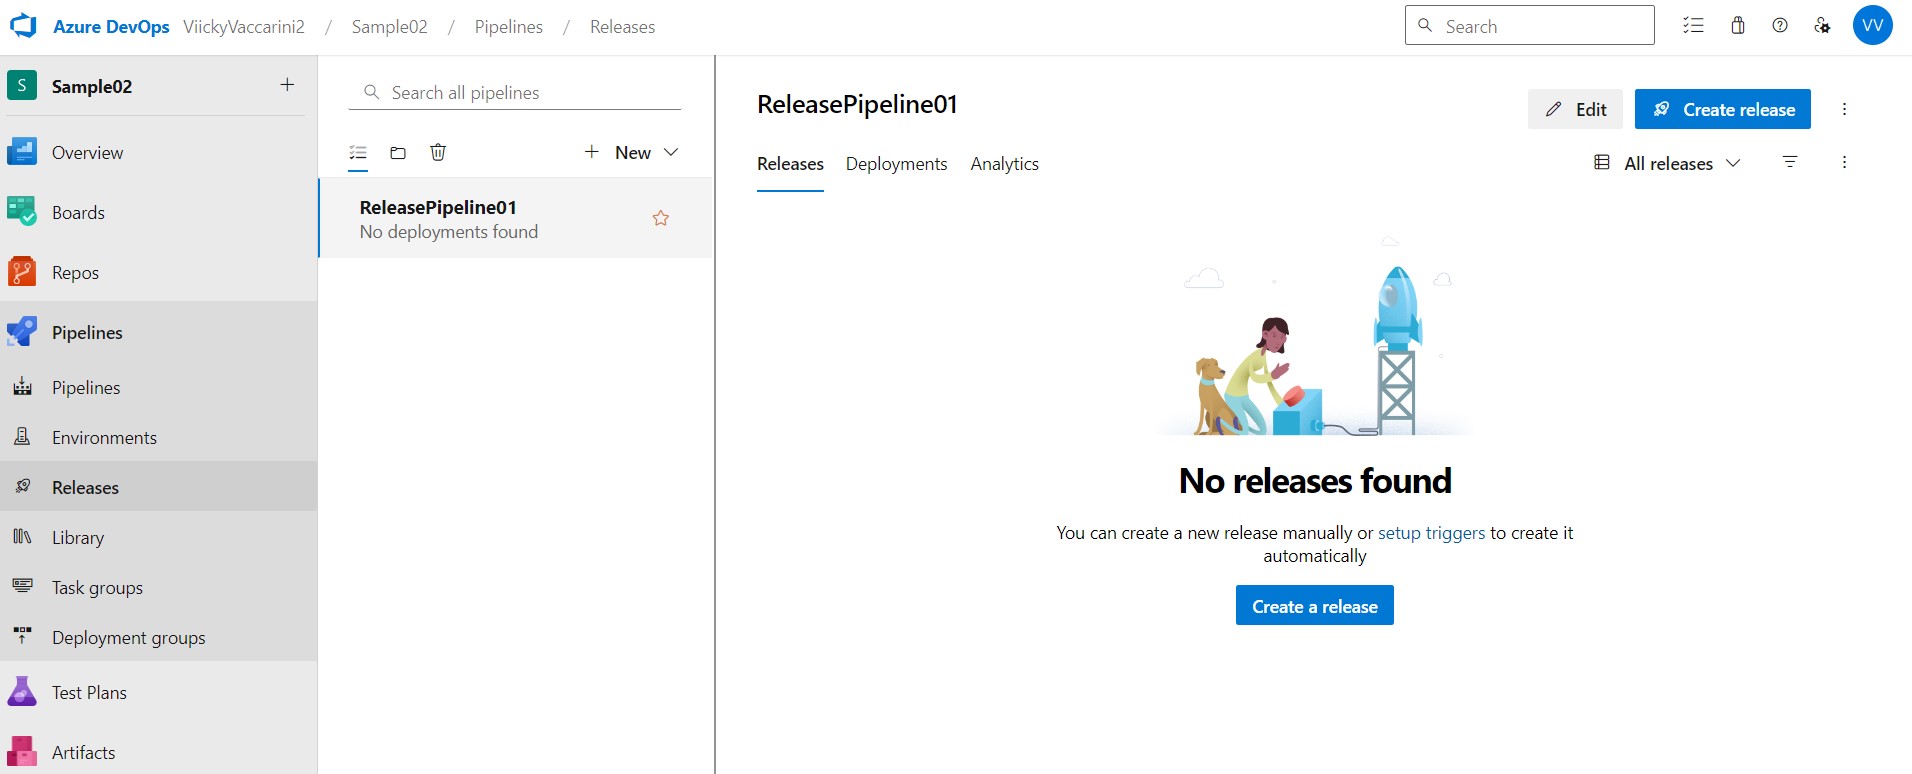 Azure DevOps ViickyVaccarini2 / Sample02 / Pipelines / Releases
Search
VV
S Sample02
Overview
Boards
Repos
Pipelines
Pipelines
Environments
Releases
Library
Task groups
Deployment groups
Test Plans
Artifacts
Search all pipelines
New
ReleasePipeline01
No deployments found
ReleasePipeline01
Edit
Create release
Releases Deployments Analytics
All releases
No releases found
You can create a new release manually or setup triggers to create it
automatically
Create a release